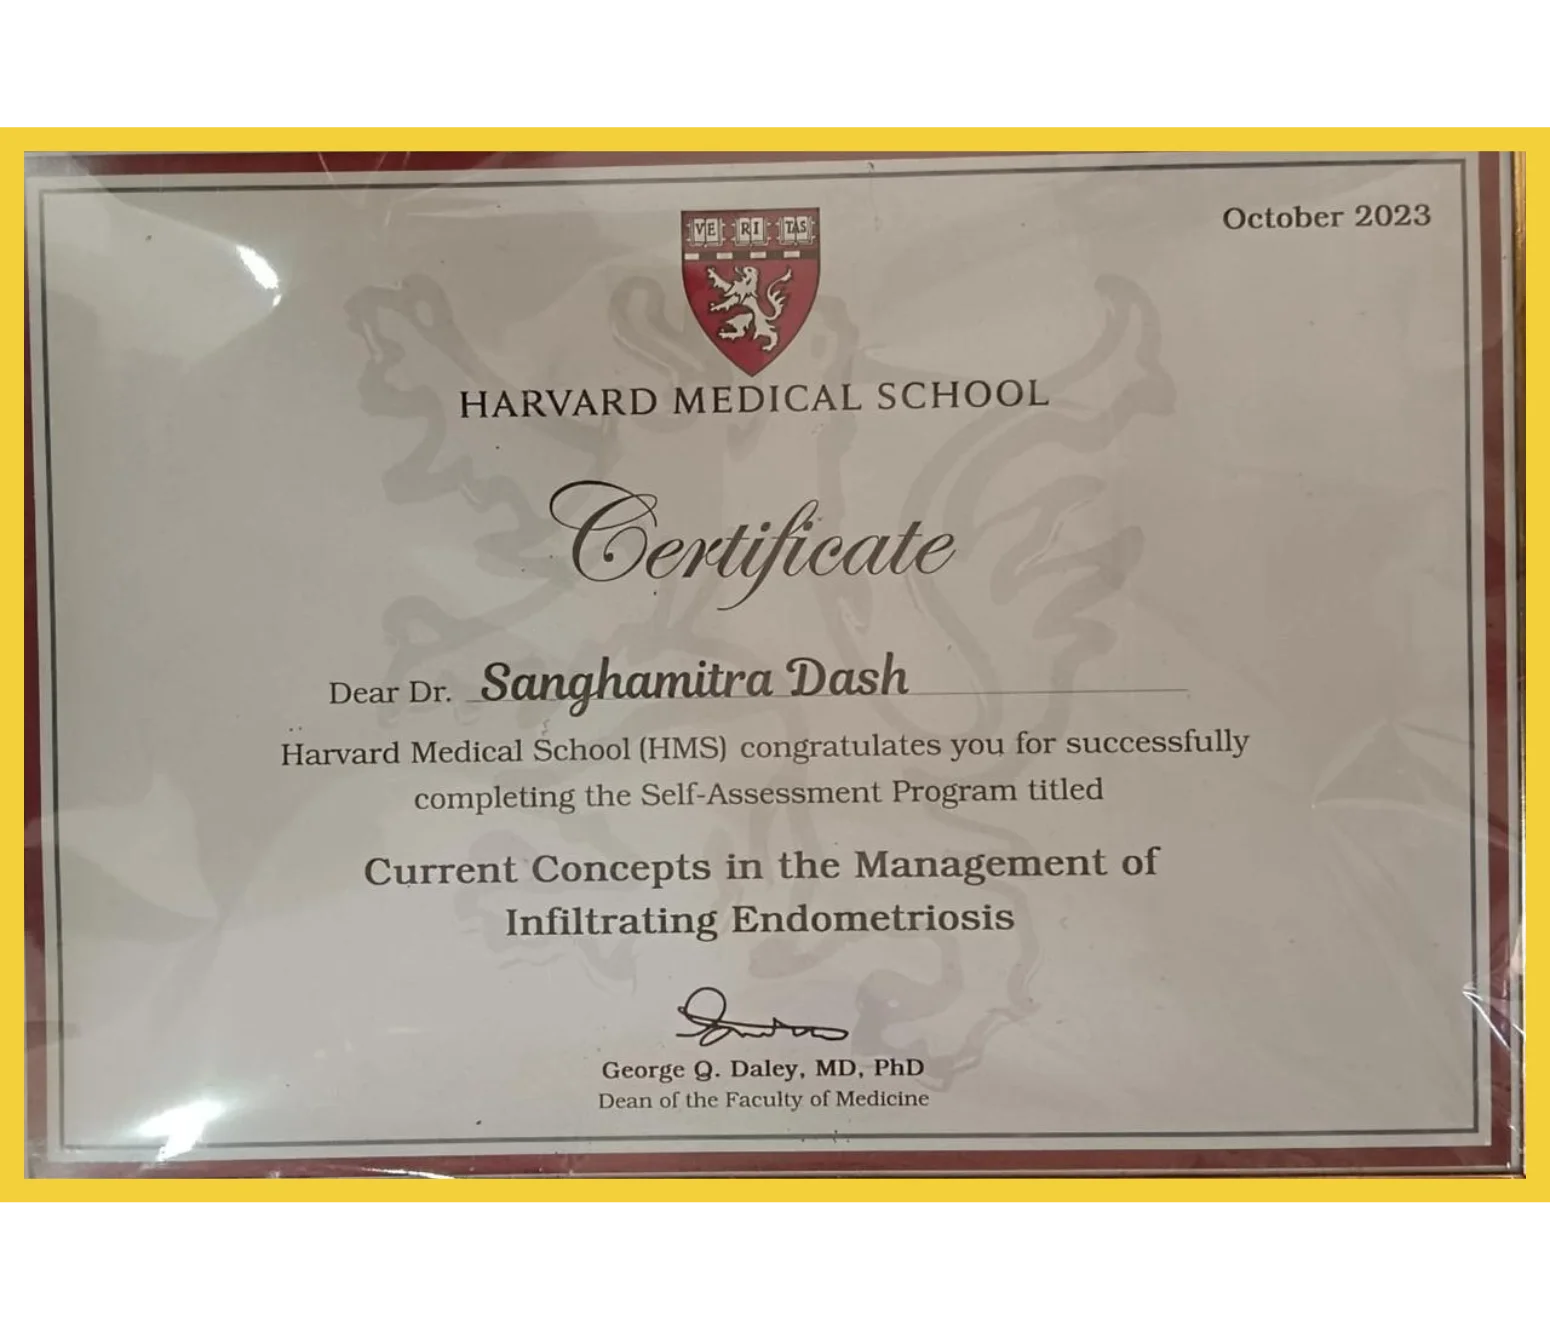 October 2023
VE RI TAS
HARVARD MEDICAL SCHOOL
Certificate
Dear Dr. Sanghamitra Dash
Harvard Medical School (HMS) congratulates you for successfully
completing the Self-Assessment Program titled
Current Concepts in the Management of
Infiltrating Endometriosis
George Q. Daley, MD, PhD
Dean of the Faculty of Medicine